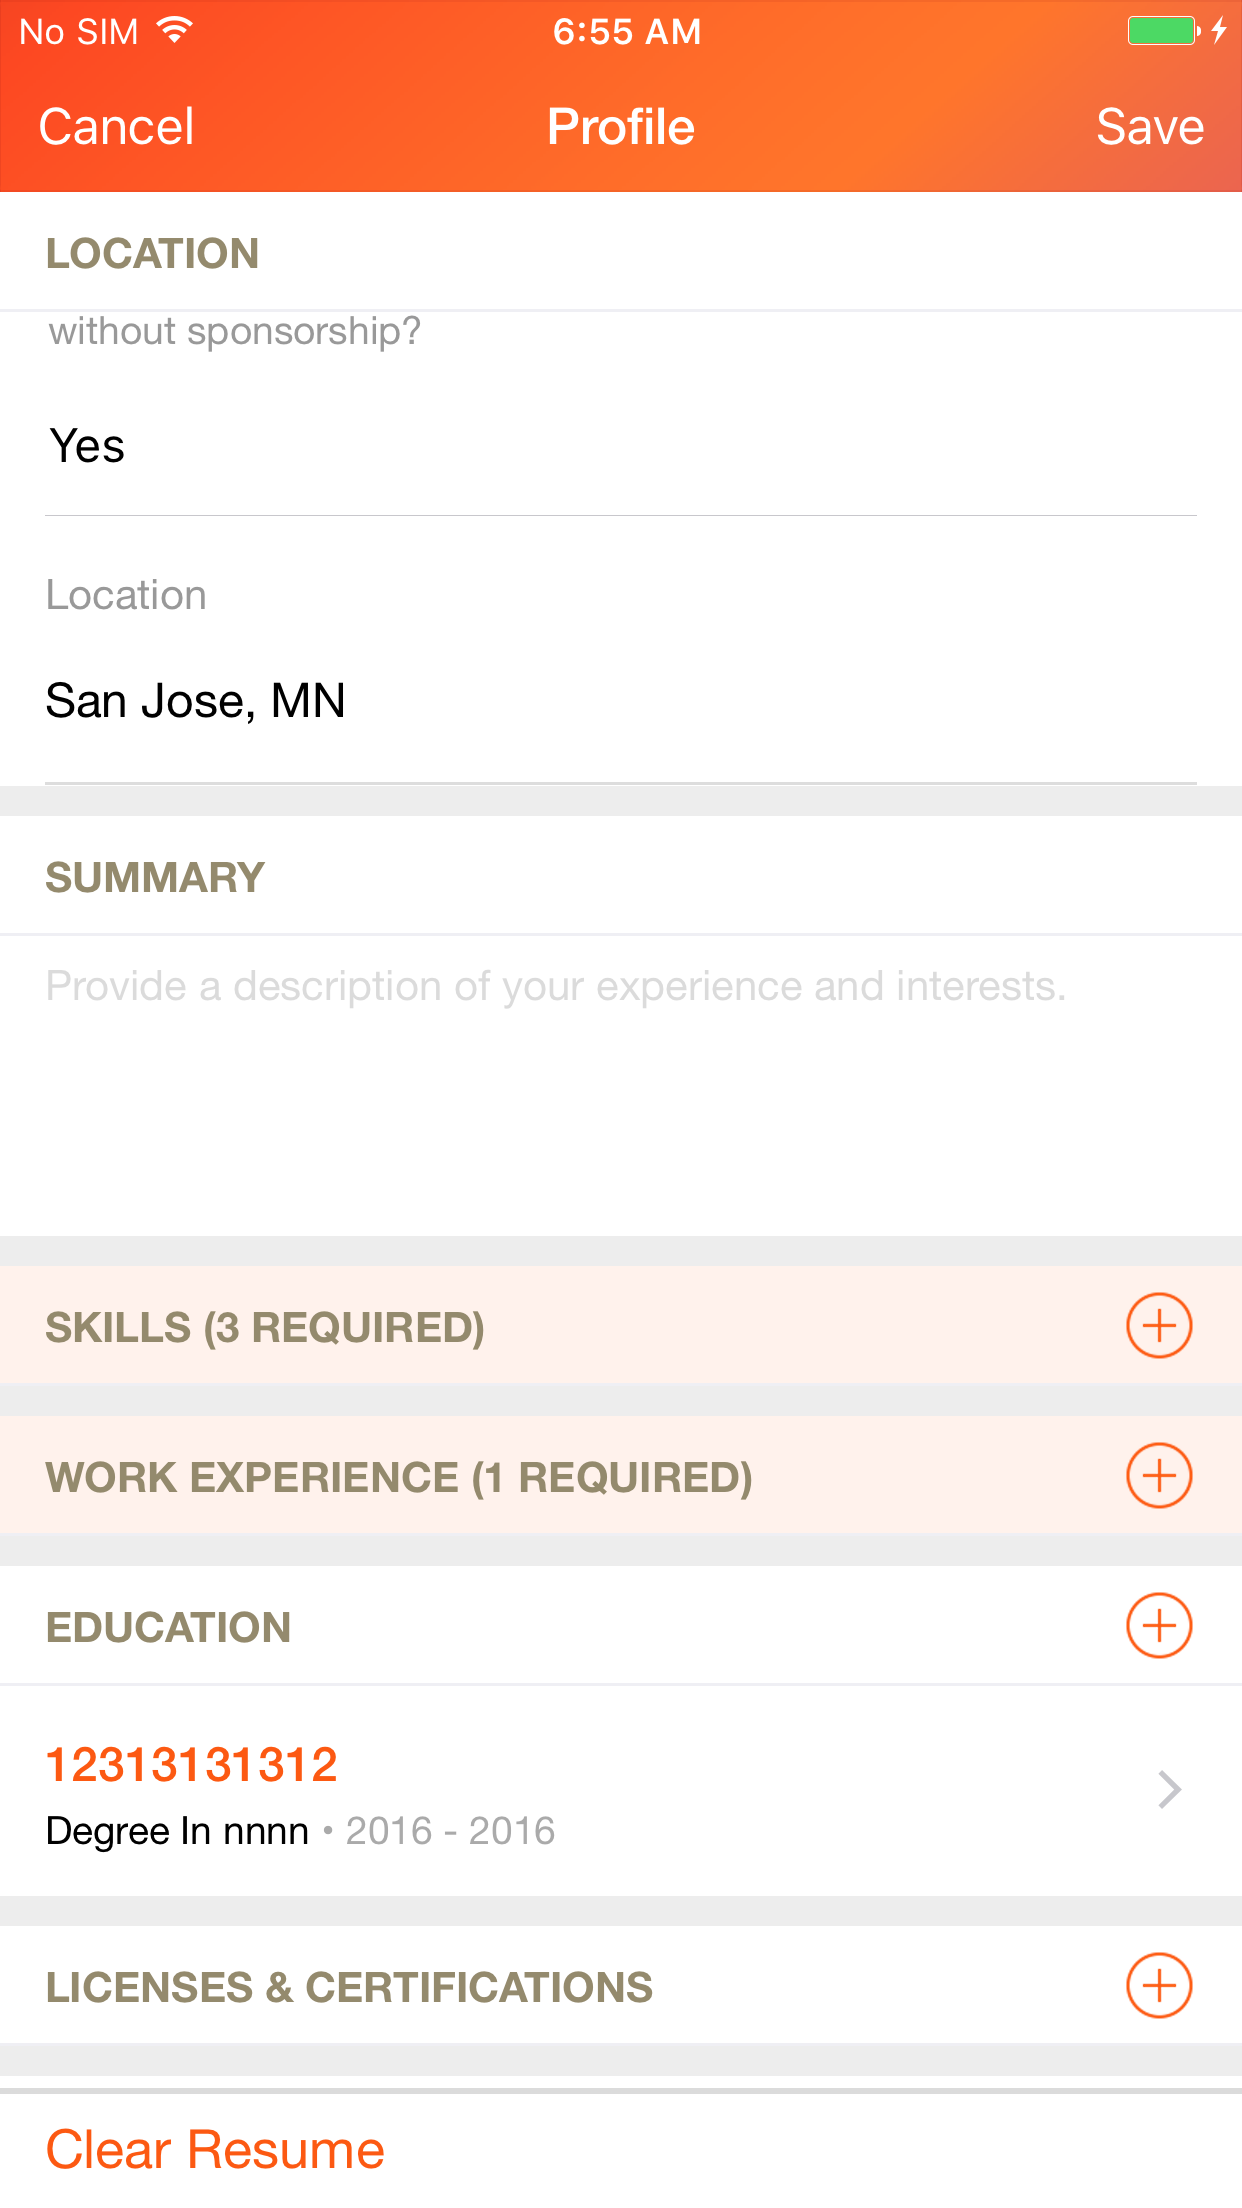 No SIM 6:55 AM
Cancel Profile Save
LOCATION
without sponsorship?
Yes
Location
San Jose, MN
SUMMARY
Provide a description of your experience and interests.
SKILLS (3 REQUIRED)
WORK EXPERIENCE (1 REQUIRED)
EDUCATION
12313131312
Degree In nnnn • 2016 - 2016
LICENSES & CERTIFICATIONS
Clear Resume